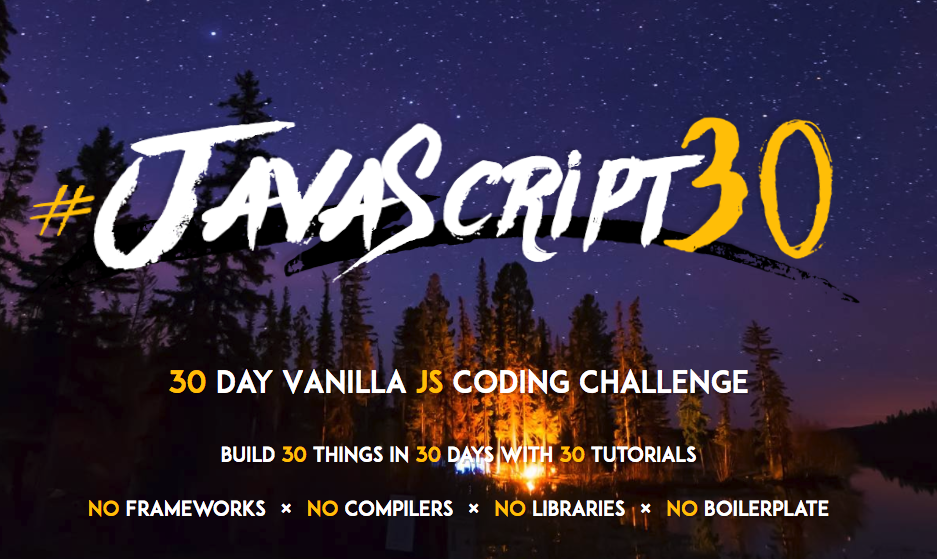 #JAVASCRIPT30
30 DAY VANILLA JS CODING CHALLENGE
BUILD 30 THINGS IN 30 DAYS WITH 30 TUTORIALS
NO FRAMEWORKS × NO COMPILERS × NO LIBRARIES × NO BOILERPLATE